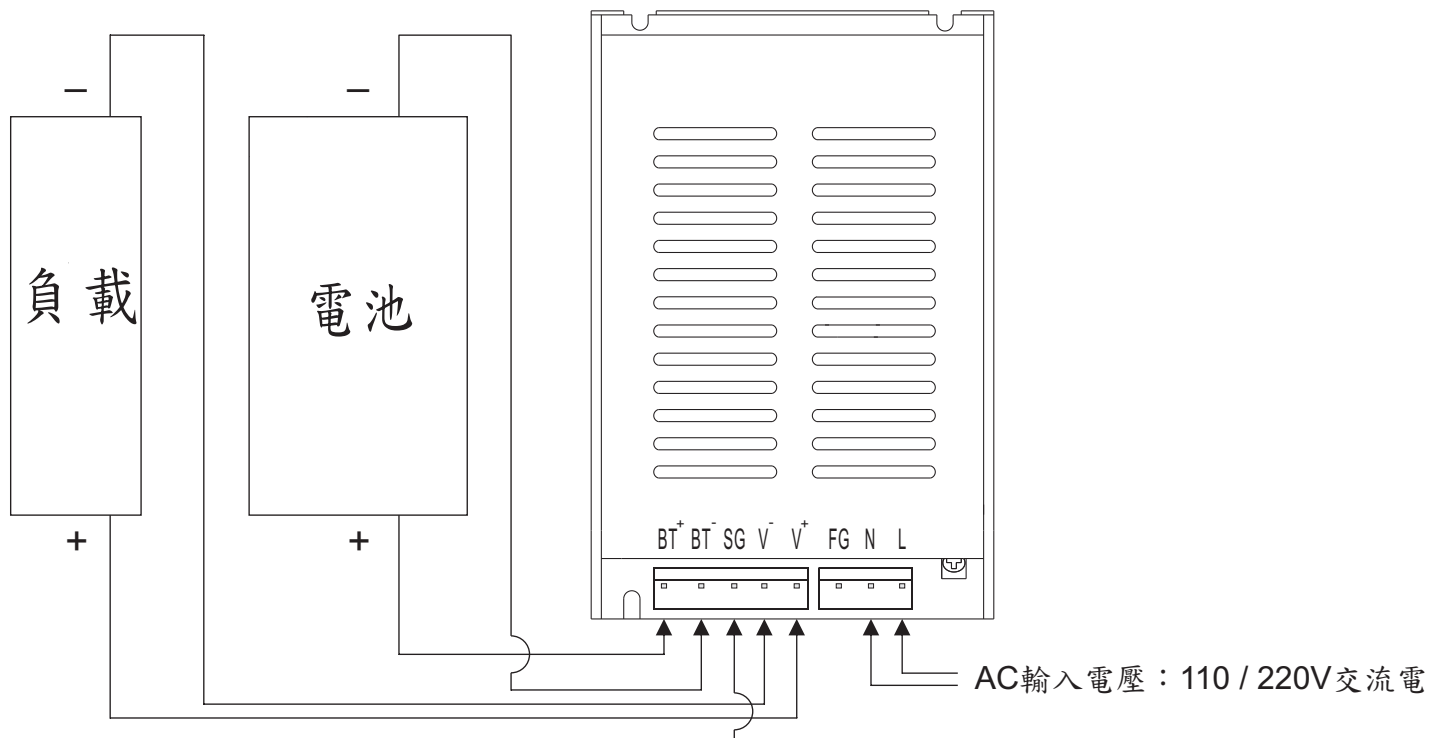 − −
負載 電池
+ +
BT+ BT- SG V- V+ FG N L
AC輸入電壓：110 / 220V交流電